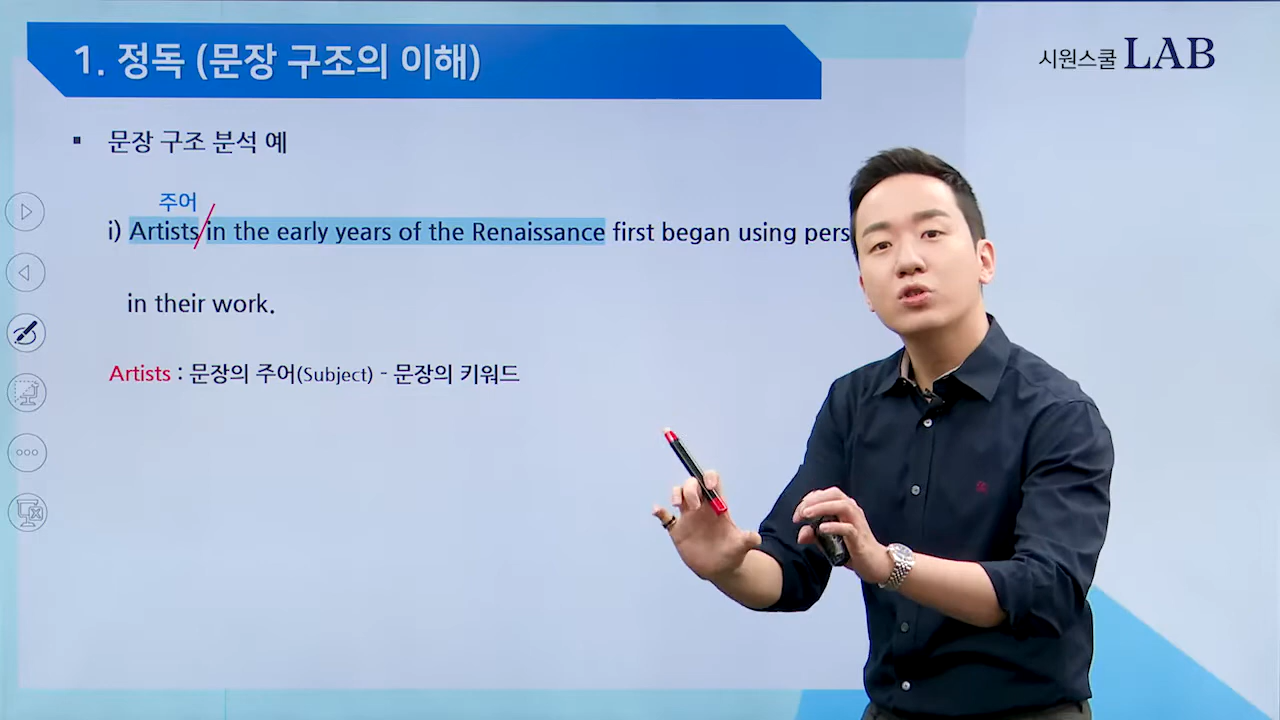 1. 정독 (문장 구조의 이해)
시원스쿨 LAB
▪ 문장 구조 분석 예
주어
i) Artists in the early years of the Renaissance first began using
in their work.
Artists : 문장의 주어(Subject) - 문장의 키워드